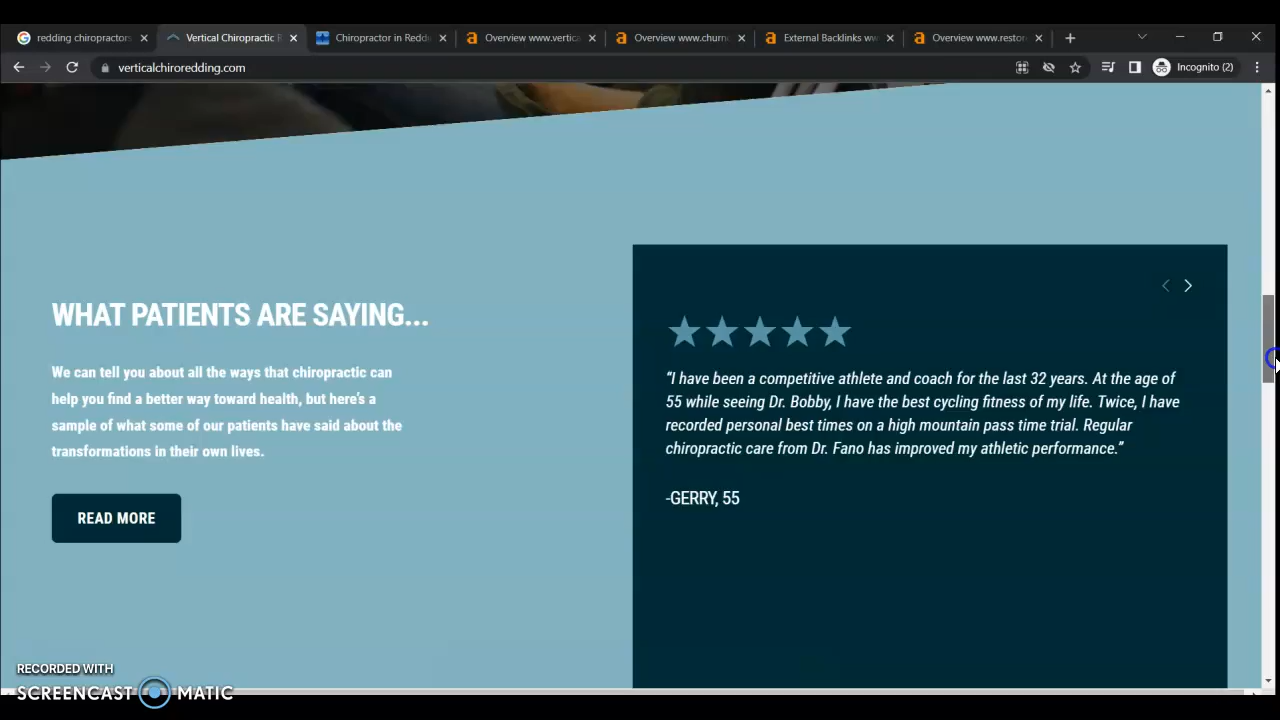 redding chiropractors
Vertical Chiropractic
Chiropractor in Redd
Overview www.vertica
Overview www.churn
External Backlinks ww
Overview www.restor
verticalchiroredding.com
Incognito (2)
WHAT PATIENTS ARE SAYING...
We can tell you about all the ways that chiropractic can
help you find a better way toward health, but here's a
sample of what some of our patients have said about the
transformations in their own lives.
READ MORE
“I have been a competitive athlete and coach for the last 32 years. At the age of
55 while seeing Dr. Bobby, I have the best cycling fitness of my life. Twice, I have
recorded personal best times on a high mountain pass time trial. Regular
chiropractic care from Dr. Fano has improved my athletic performance.”
-GERRY, 55
RECORDED WITH
SCREENCAST MATIC